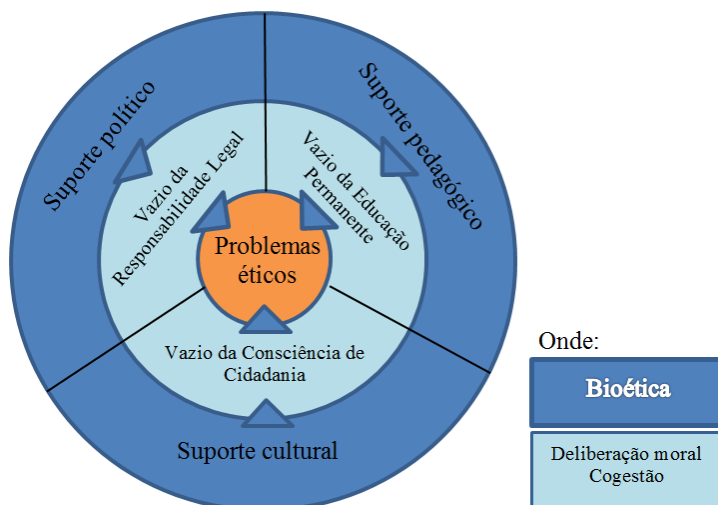 Suporte político
Suporte pedagógico
Vazio da
Responsabilidade Legal
Vazio da Educação
Permanente
Problemas
éticos
Vazio da Consciência de
Cidadania
Suporte cultural
Onde:
Bioética
Deliberação moral
Cogestão